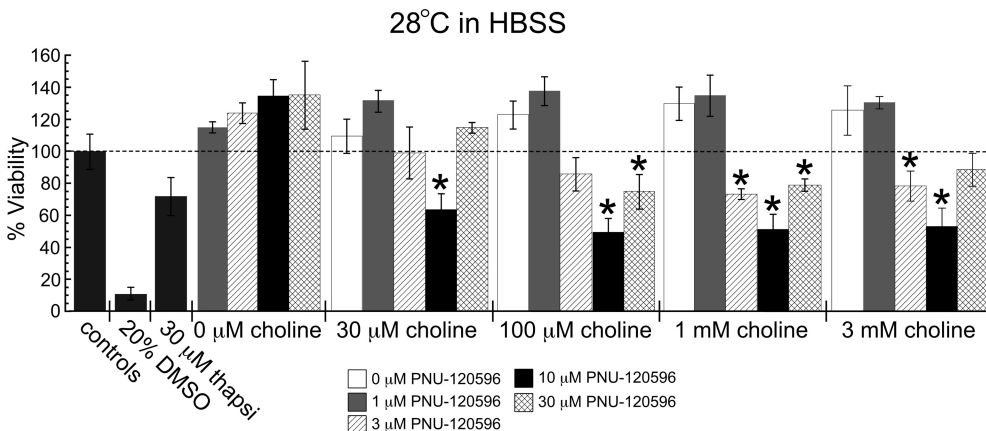 28°C in HBSS
% Viability
160
140
120
100
80
60
40
20
0
* * * * * * *
controls
20% DMSO
30 μM thapsi
0 μM choline
30 μM choline
100 μM choline
1 mM choline
3 mM choline
0 μM PNU-120596
1 μM PNU-120596
3 μM PNU-120596
10 μM PNU-120596
30 μM PNU-120596